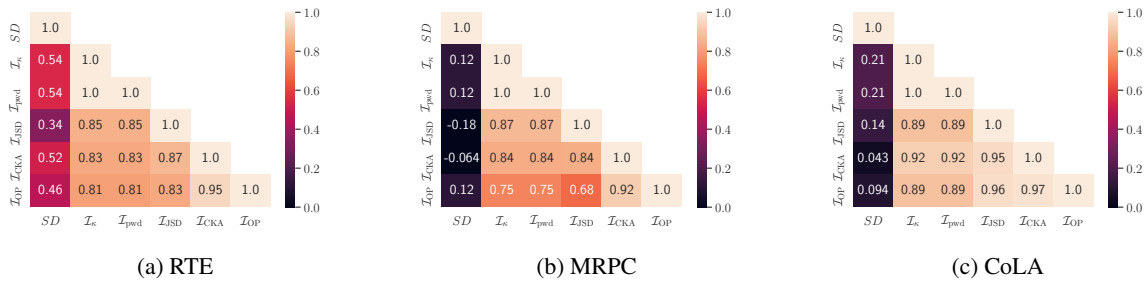 SD 1.0
I_κ 0.54 1.0
I_pwd 0.54 1.0 1.0
I_JSD 0.34 0.85 0.85 1.0
I_CKA 0.52 0.83 0.83 0.87 1.0
I_OP 0.46 0.81 0.81 0.83 0.95 1.0
SD I_κ I_pwd I_JSD I_CKA I_OP
1.0
0.8
0.6
0.4
0.2
0.0
(a) RTE
SD 1.0
I_κ 0.12 1.0
I_pwd 0.12 1.0 1.0
I_JSD -0.18 0.87 0.87 1.0
I_CKA -0.064 0.84 0.84 0.84 1.0
I_OP 0.12 0.75 0.75 0.68 0.92 1.0
SD I_κ I_pwd I_JSD I_CKA I_OP
1.0
0.8
0.6
0.4
0.2
0.0
(b) MRPC
SD 1.0
I_κ 0.21 1.0
I_pwd 0.21 1.0 1.0
I_JSD 0.14 0.89 0.89 1.0
I_CKA 0.043 0.92 0.92 0.95 1.0
I_OP 0.094 0.89 0.89 0.96 0.97 1.0
SD I_κ I_pwd I_JSD I_CKA I_OP
1.0
0.8
0.6
0.4
0.2
0.0
(c) CoLA